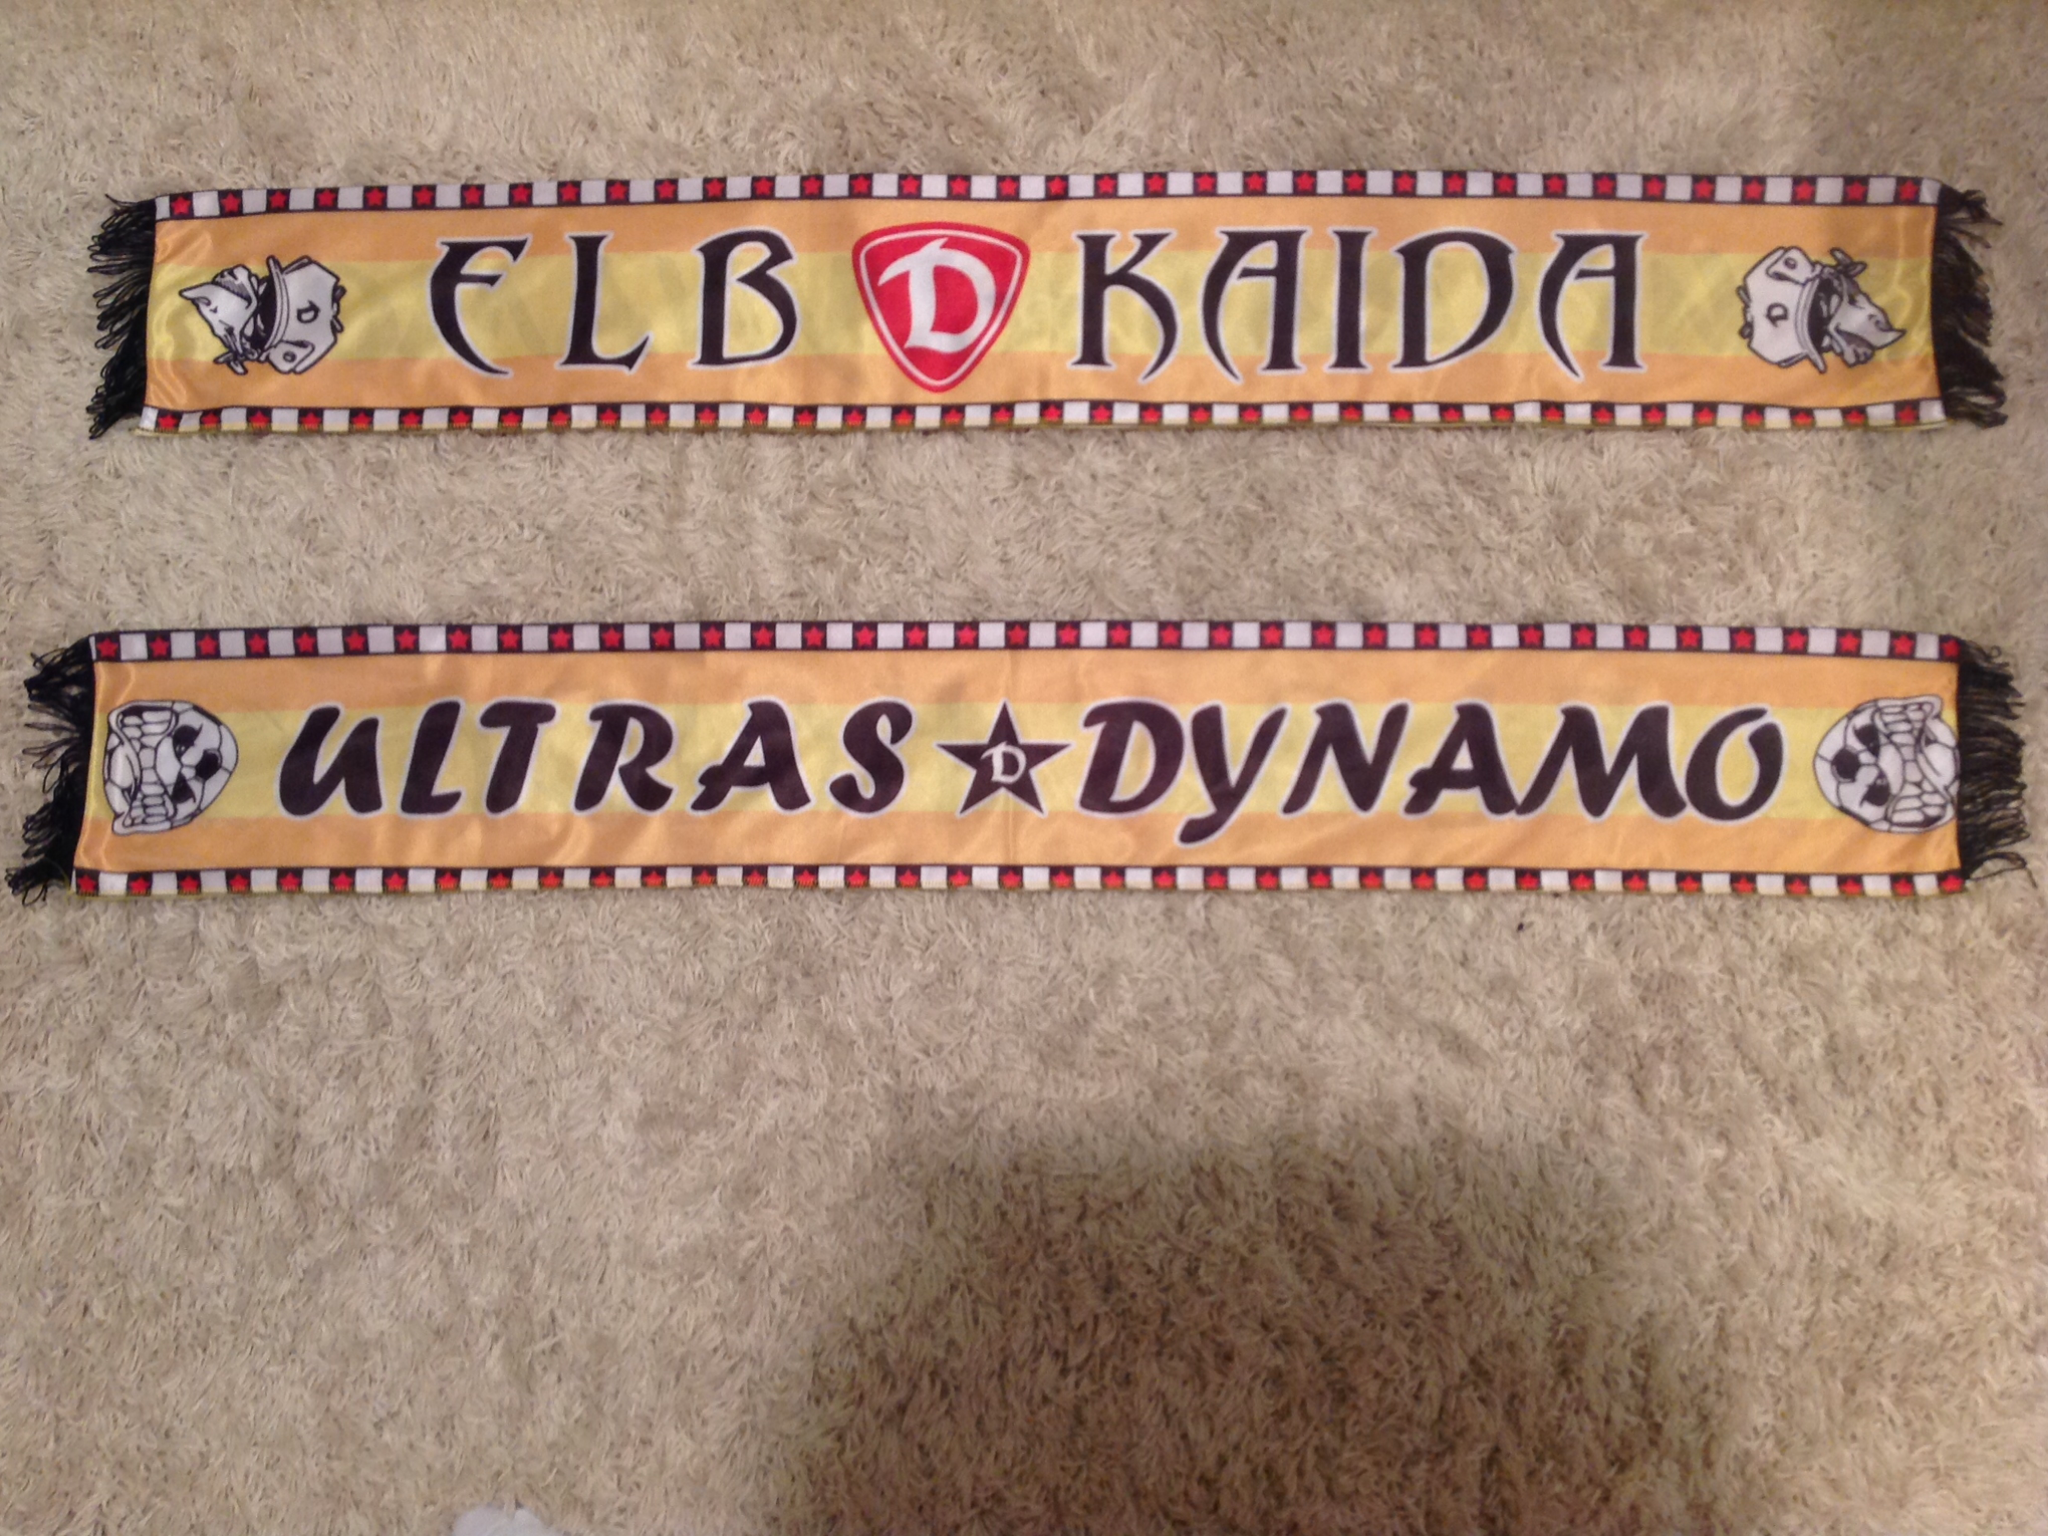 ELB D KAIDA
ULTRAS D DYNAMO